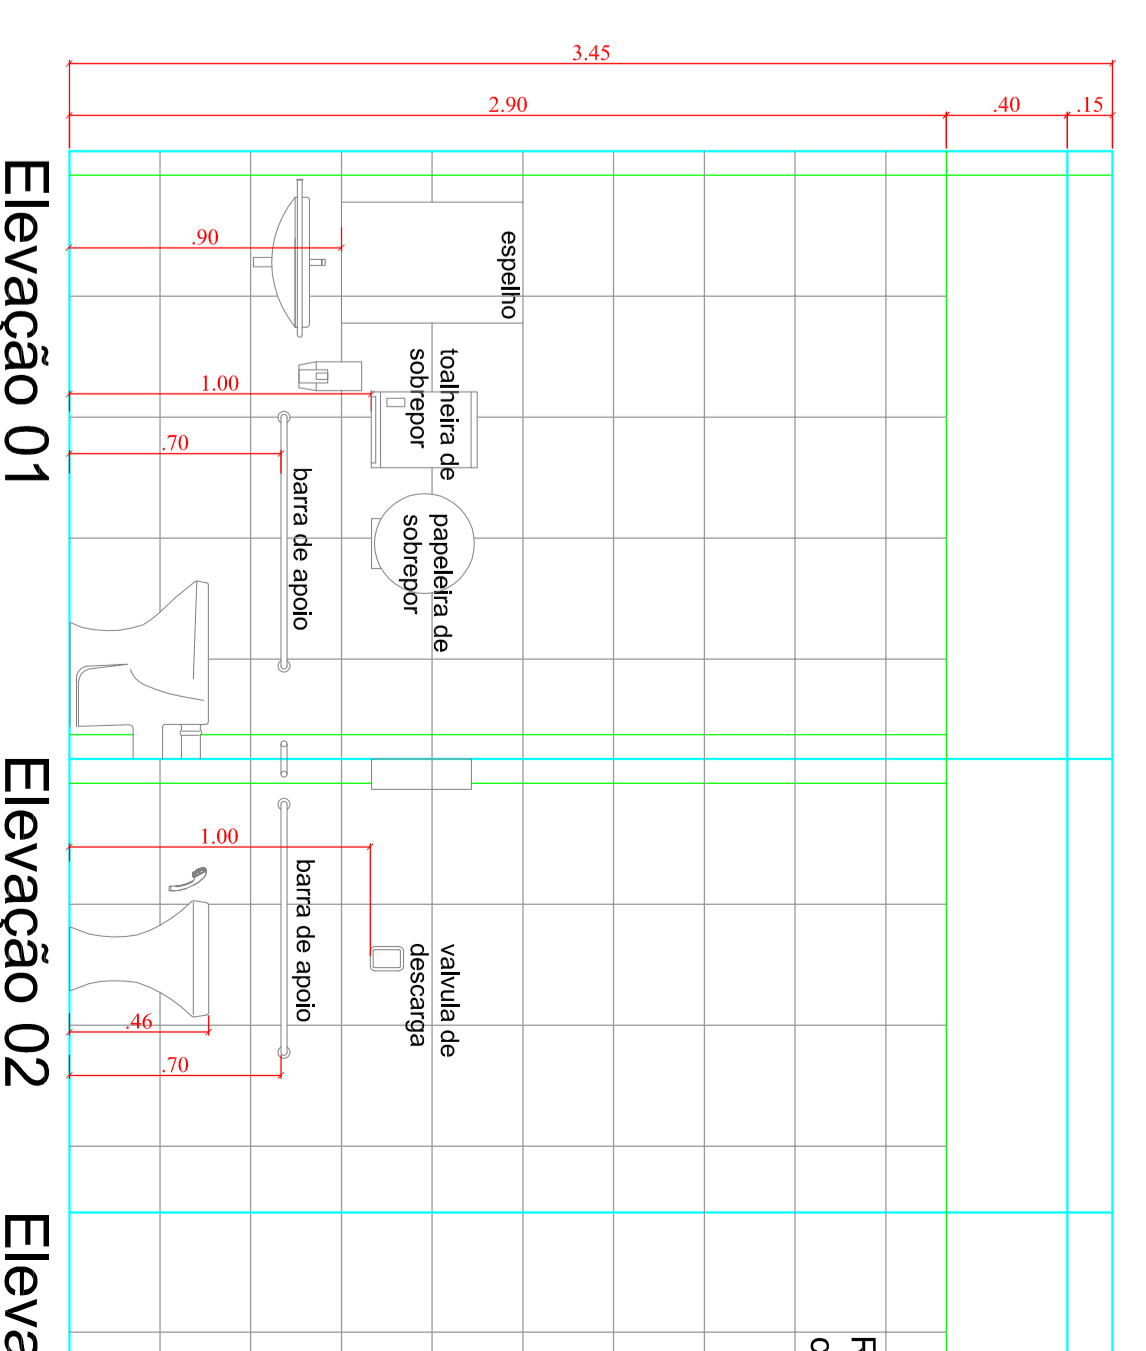 3.45
2.90
.40
.15
Elevação 01
.90
espelho
toalheira de
sobrepor
1.00
.70
barra de apoio
papeleira de
sobrepor
Elevação 02
1.00
barra de apoio
valvula de
descarga
.46
.70
Eleva